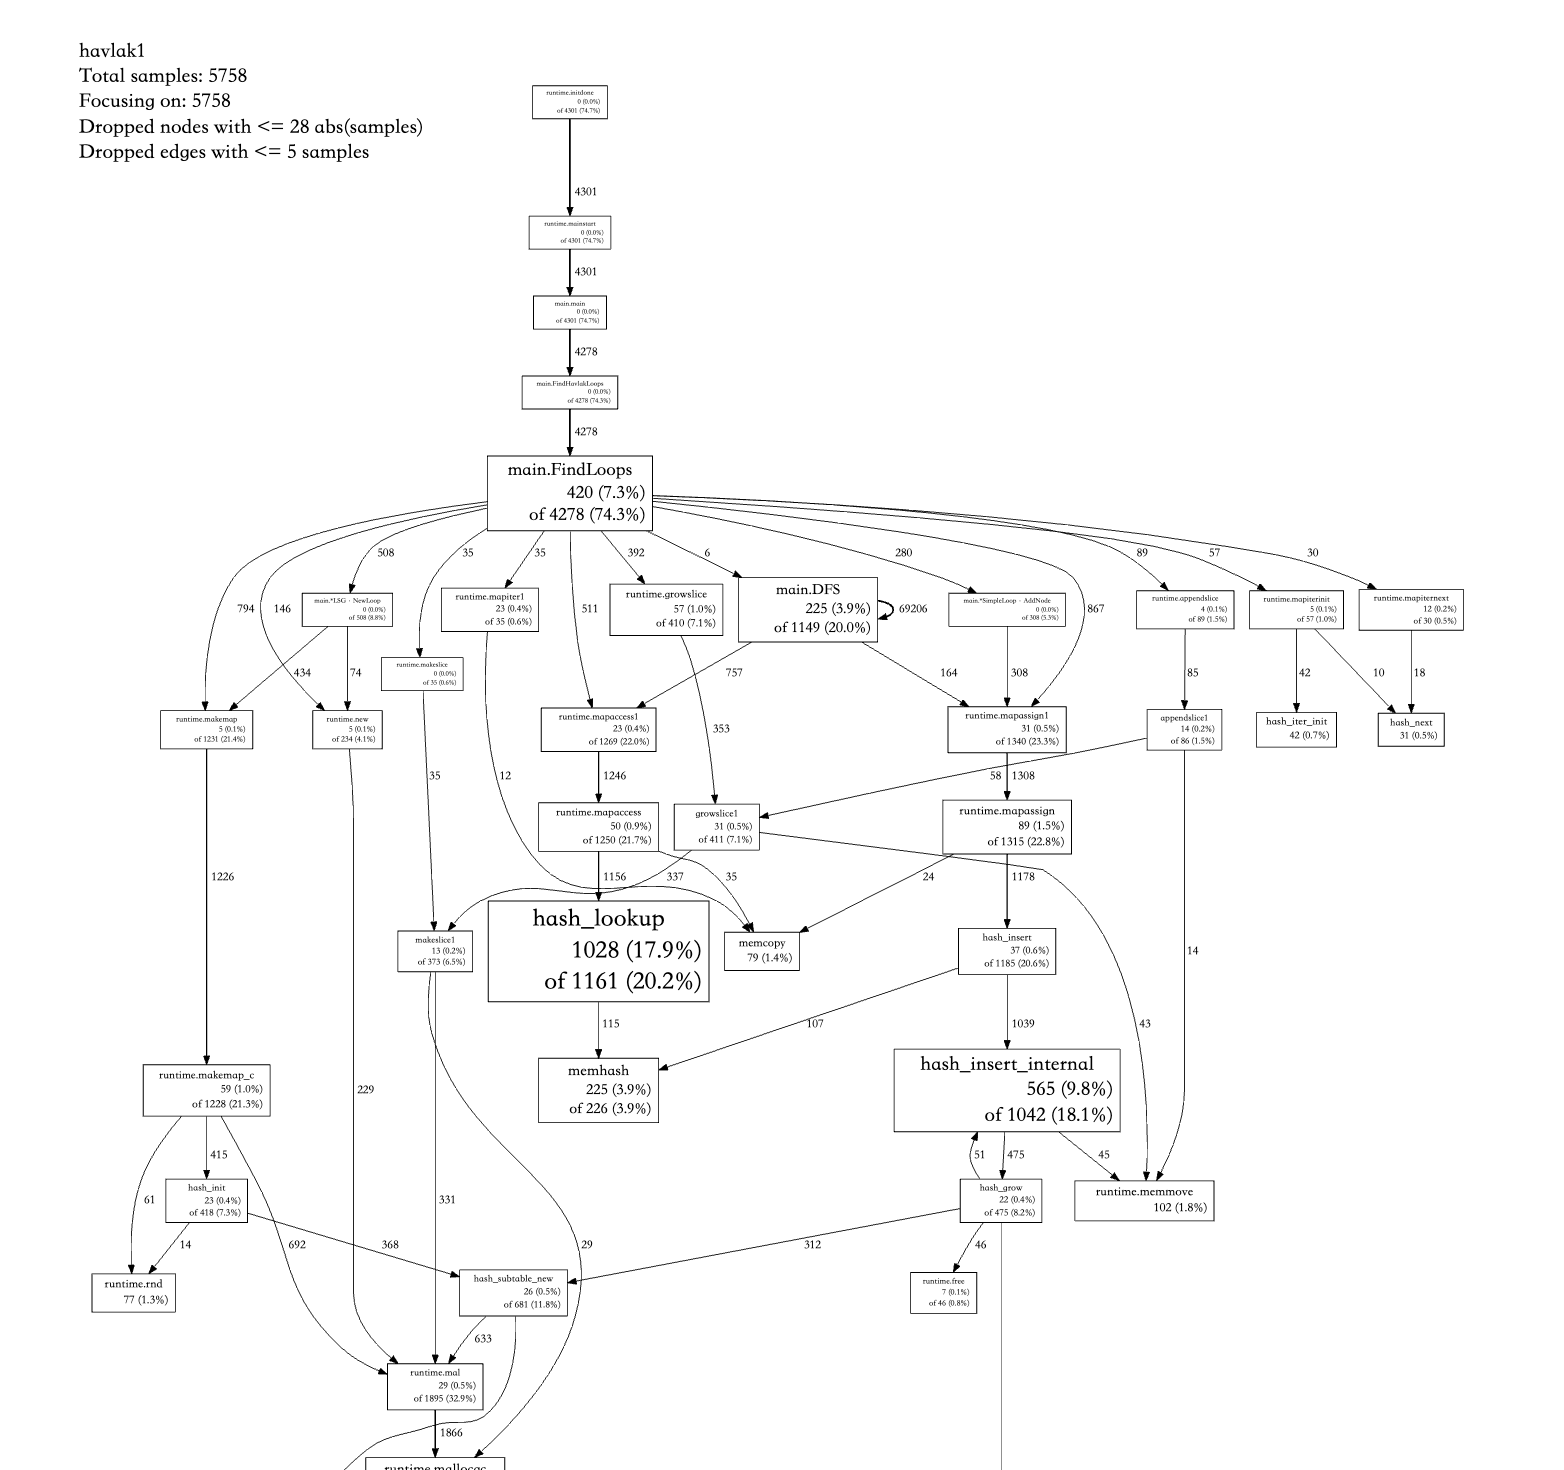 havlak1
Total samples: 5758
Focusing on: 5758
Dropped nodes with <= 28 abs(samples)
Dropped edges with <= 5 samples
runtime.initdone
0 (0.0%)
of 4301 (74.7%)
4301
runtime.mainstart
0 (0.0%)
of 4301 (74.7%)
4301
main.main
0 (0.0%)
of 4301 (74.7%)
4278
main.FindHavlakLoops
0 (0.0%)
of 4278 (74.3%)
4278
main.FindLoops
420 (7.3%)
of 4278 (74.3%)
508
35
35
392
6
280
89
57
30
794
146
511
867
main.*LSG · NewLoop
0 (0.0%)
of 508 (8.8%)
runtime.mapiter1
23 (0.4%)
of 35 (0.6%)
runtime.growslice
57 (1.0%)
of 410 (7.1%)
main.DFS
225 (3.9%)
of 1149 (20.0%)
69206
main.*SimpleLoop · AddNode
0 (0.0%)
of 308 (5.3%)
runtime.appendslice
4 (0.1%)
of 89 (1.5%)
runtime.mapiterinit
5 (0.1%)
of 57 (1.0%)
runtime.mapiternext
12 (0.2%)
of 30 (0.5%)
runtime.makeslice
0 (0.0%)
of 35 (0.6%)
434
74
757
164
308
85
42
10
18
runtime.makemap
5 (0.1%)
of 1231 (21.4%)
runtime.new
5 (0.1%)
of 234 (4.1%)
runtime.mapaccess1
23 (0.4%)
of 1269 (22.0%)
353
runtime.mapassign1
31 (0.5%)
of 1340 (23.3%)
appendslice1
14 (0.2%)
of 86 (1.5%)
hash_iter_init
42 (0.7%)
hash_next
31 (0.5%)
35
12
1246
58
1308
runtime.mapaccess
50 (0.9%)
of 1250 (21.7%)
growslice1
31 (0.5%)
of 411 (7.1%)
runtime.mapassign
89 (1.5%)
of 1315 (22.8%)
1226
1156
337
35
24
1178
hash_lookup
1028 (17.9%)
of 1161 (20.2%)
makeslice1
13 (0.2%)
of 373 (6.5%)
memcopy
79 (1.4%)
hash_insert
37 (0.6%)
of 1185 (20.6%)
14
115
107
1039
43
runtime.makemap_c
59 (1.0%)
of 1228 (21.3%)
229
memhash
225 (3.9%)
of 226 (3.9%)
hash_insert_internal
565 (9.8%)
of 1042 (18.1%)
415
51
475
45
61
hash_init
23 (0.4%)
of 418 (7.3%)
331
hash_grow
22 (0.4%)
of 475 (8.2%)
runtime.memmove
102 (1.8%)
14
692
368
29
312
46
runtime.rnd
77 (1.3%)
hash_subtable_new
26 (0.5%)
of 681 (11.8%)
runtime.free
7 (0.1%)
of 46 (0.8%)
633
runtime.mal
29 (0.5%)
of 1895 (32.9%)
1866
runtime.mallocgc